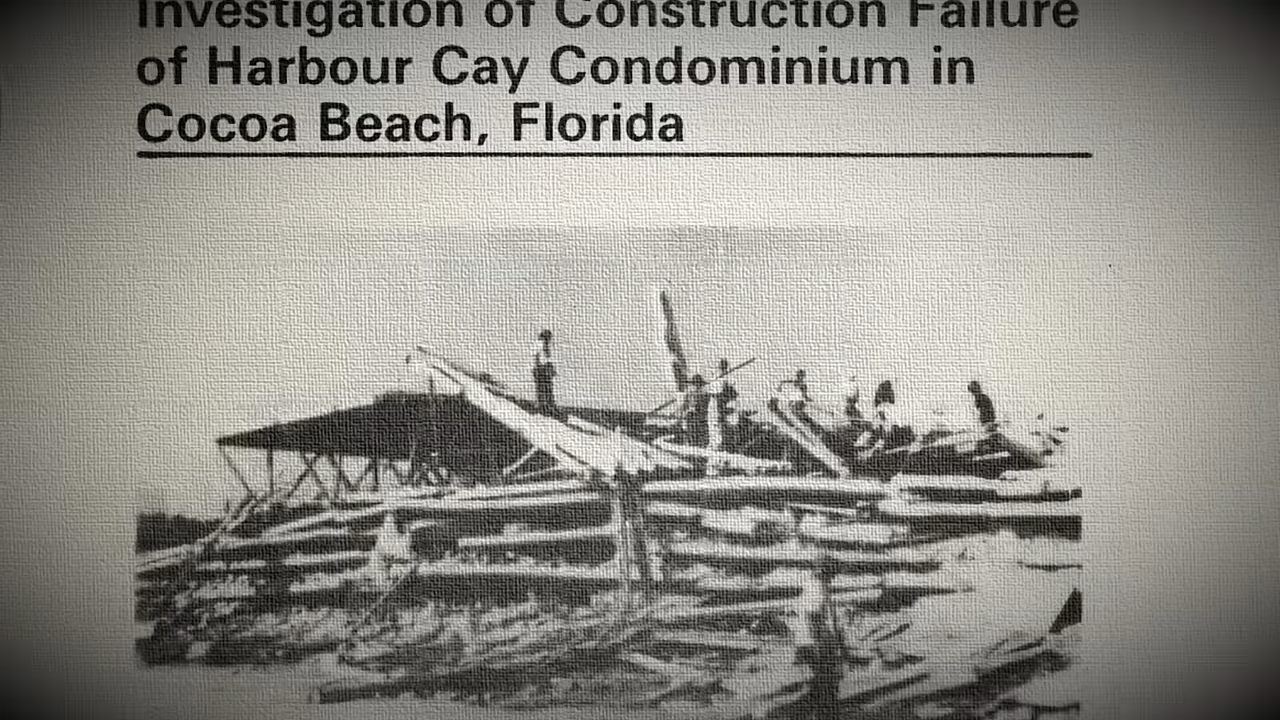 Investigation of Construction Failure
of Harbour Cay Condominium in
Cocoa Beach, Florida